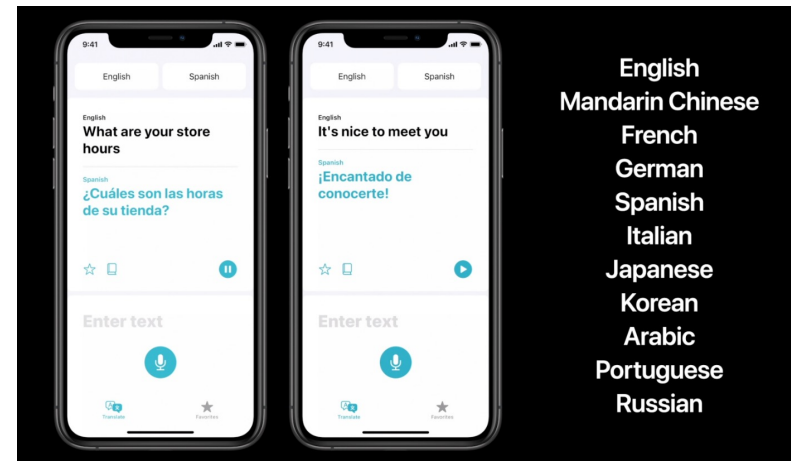 9:41
English Spanish
English
What are your store
hours
Spanish
¿Cuáles son las horas
de su tienda?
Enter text
Translate Favorites
9:41
English Spanish
English
It's nice to meet you
Spanish
¡Encantado de
conocerte!
Enter text
Translate Favorites
English
Mandarin Chinese
French
German
Spanish
Italian
Japanese
Korean
Arabic
Portuguese
Russian